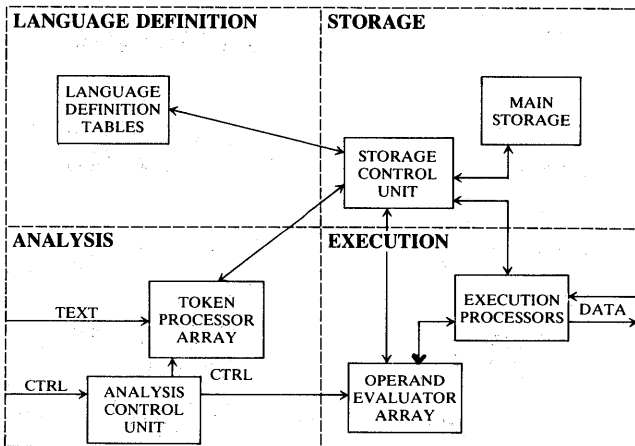 LANGUAGE DEFINITION
STORAGE
LANGUAGE
DEFINITION
TABLES
MAIN
STORAGE
STORAGE
CONTROL
UNIT
ANALYSIS
EXECUTION
TEXT
TOKEN
PROCESSOR
ARRAY
EXECUTION
PROCESSORS
DATA
CTRL
ANALYSIS
CONTROL
UNIT
CTRL
OPERAND
EVALUATOR
ARRAY